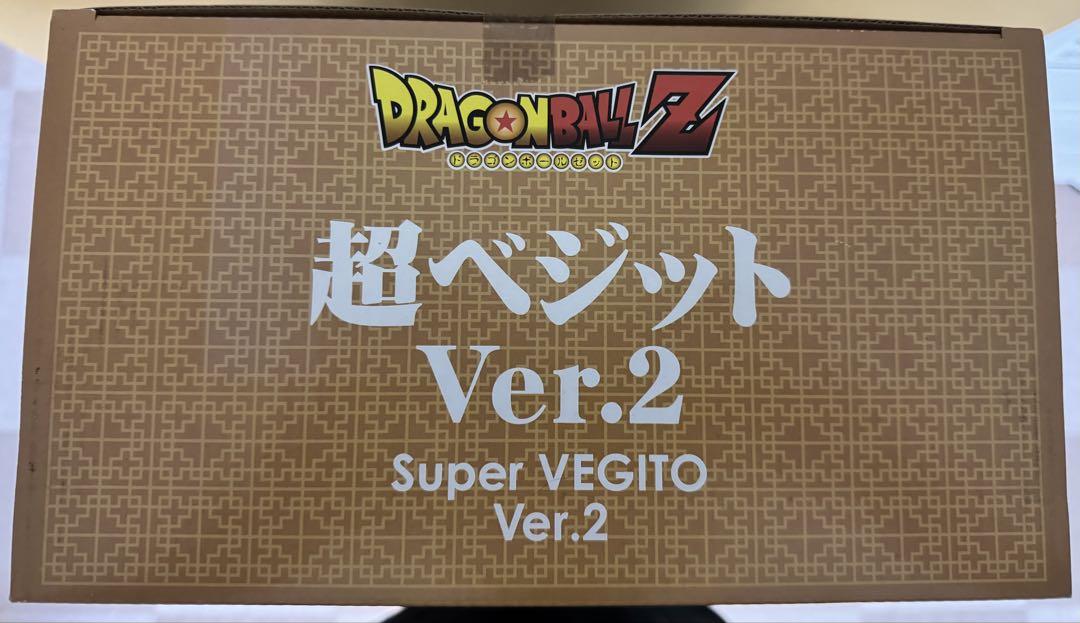 DRAGONBALL Z
ドラゴンボールゼット
超ベジット
Ver.2
Super VEGITO
Ver.2